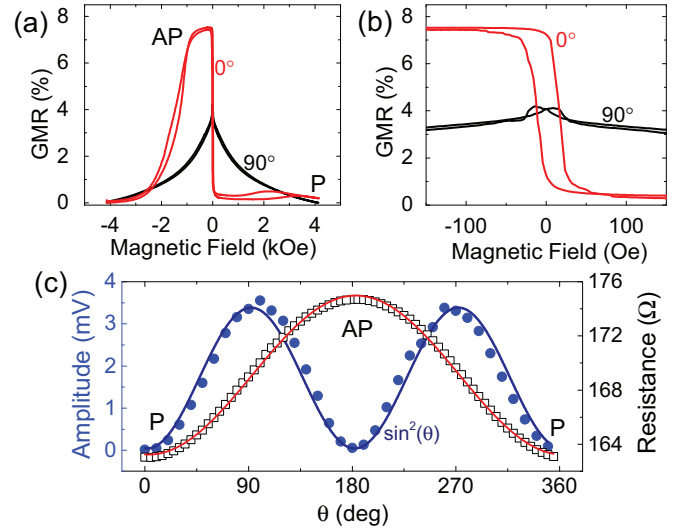 (a)
8
6
4
2
0
GMR (%)
AP
0°
90°
P
-4 -2 0 2 4
Magnetic Field (kOe)
(b)
8
6
4
2
0
GMR (%)
0°
90°
-100 0 100
Magnetic Field (Oe)
(c)
4
3
2
1
0
Amplitude (mV)
P
AP
P
sin²(θ)
176
172
168
164
Resistance (Ω)
0 90 180 270 360
θ (deg)